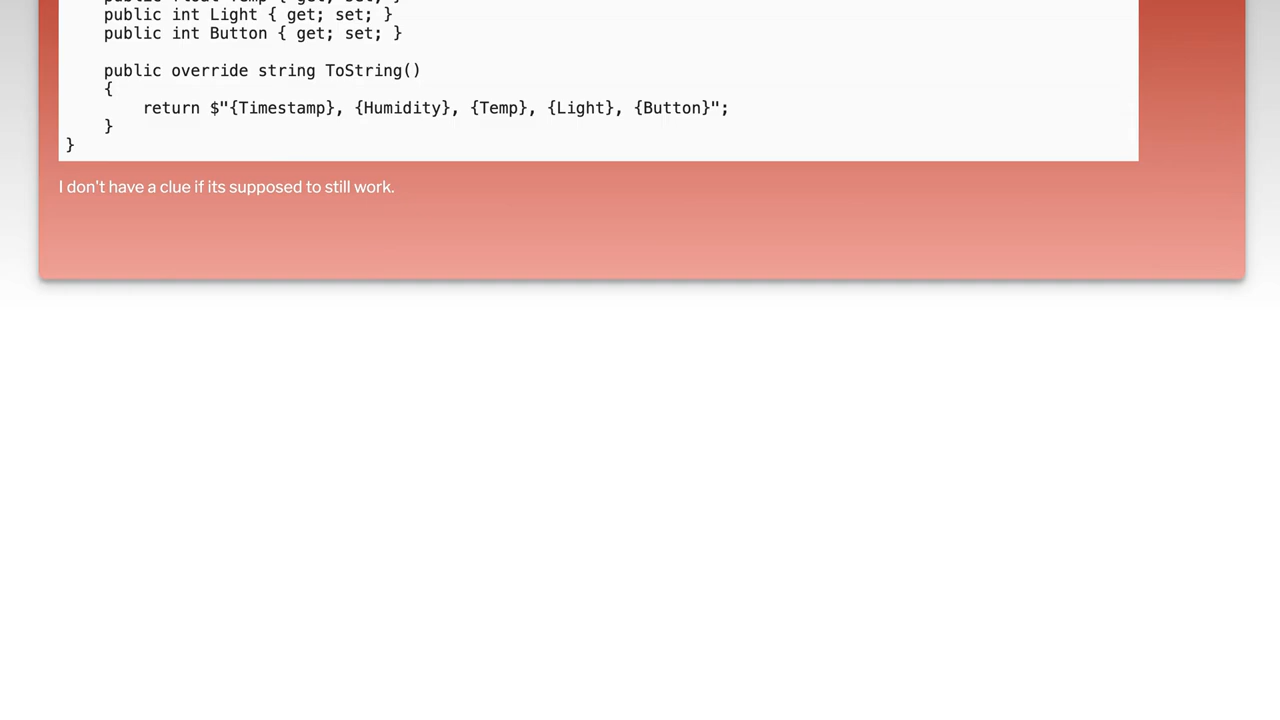 public int Light { get; set; }
public int Button { get; set; }
public override string ToString()
{
return $"{Timestamp}, {Humidity}, {Temp}, {Light}, {Button}";
}
}
I don't have a clue if its supposed to still work.